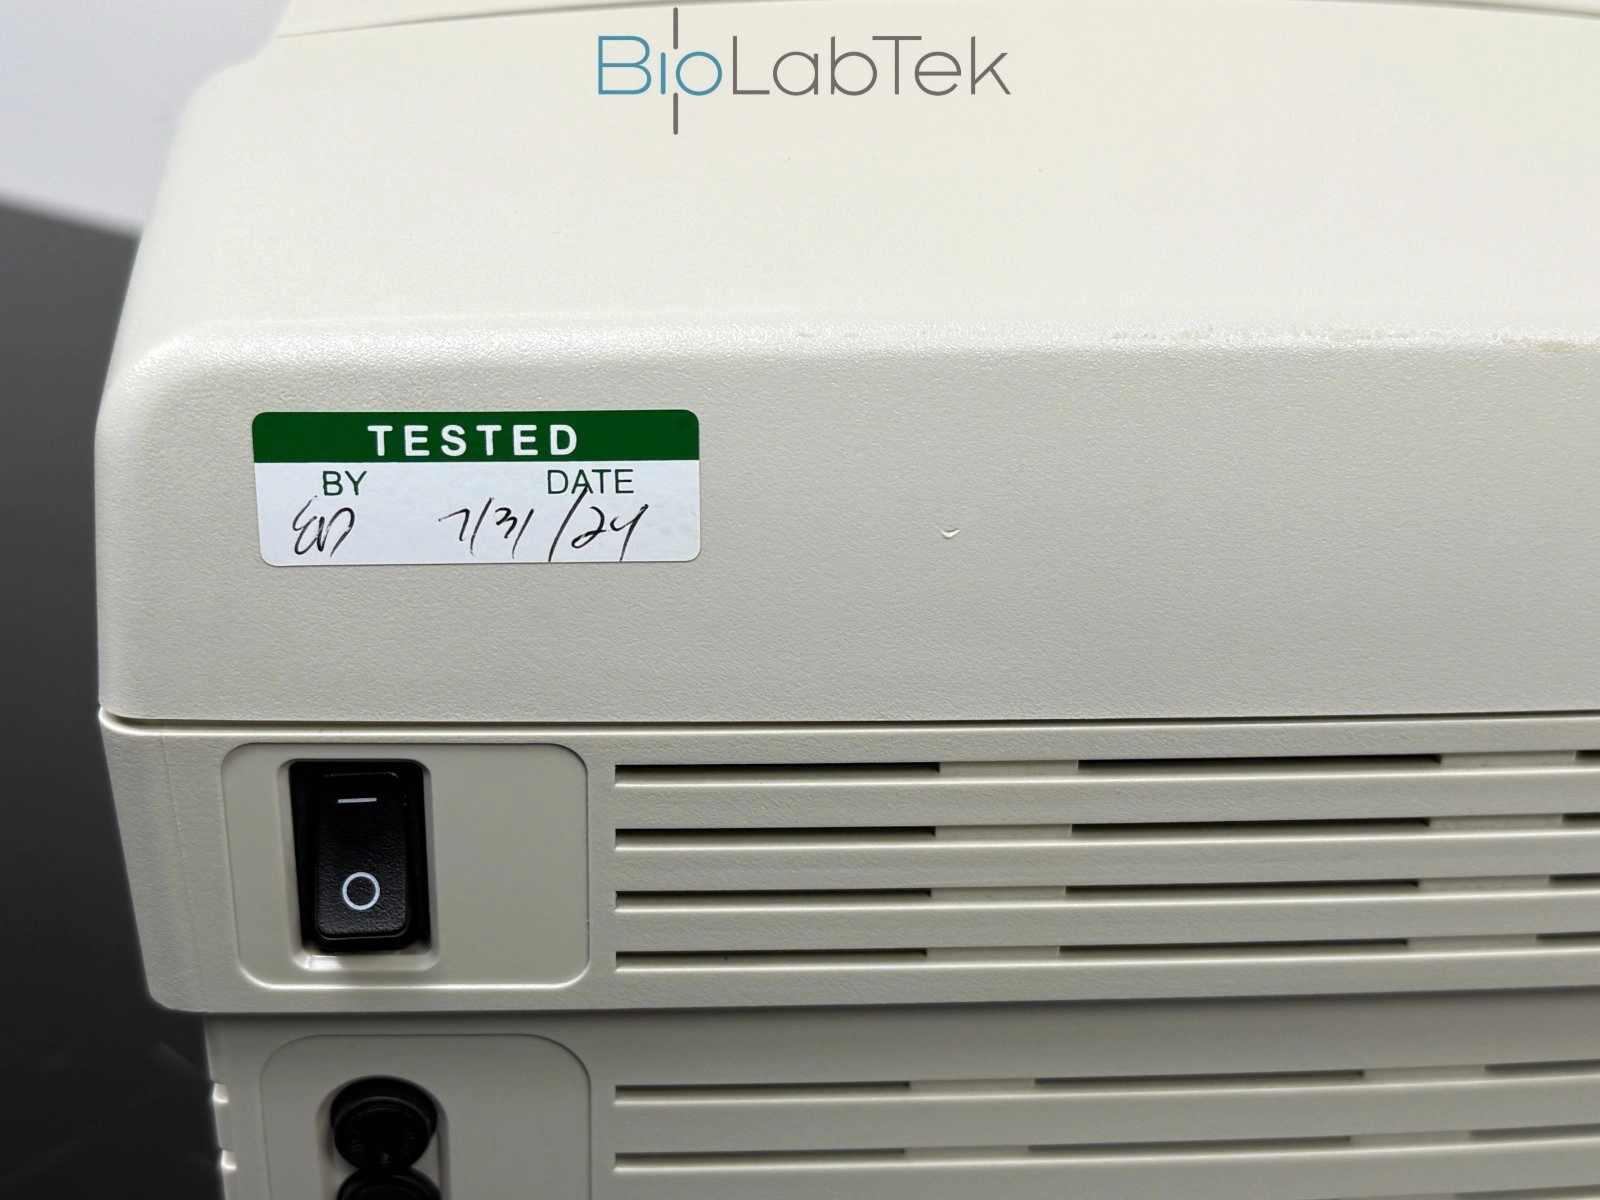 BioLabTek
TESTED
BY DATE
7/31/24